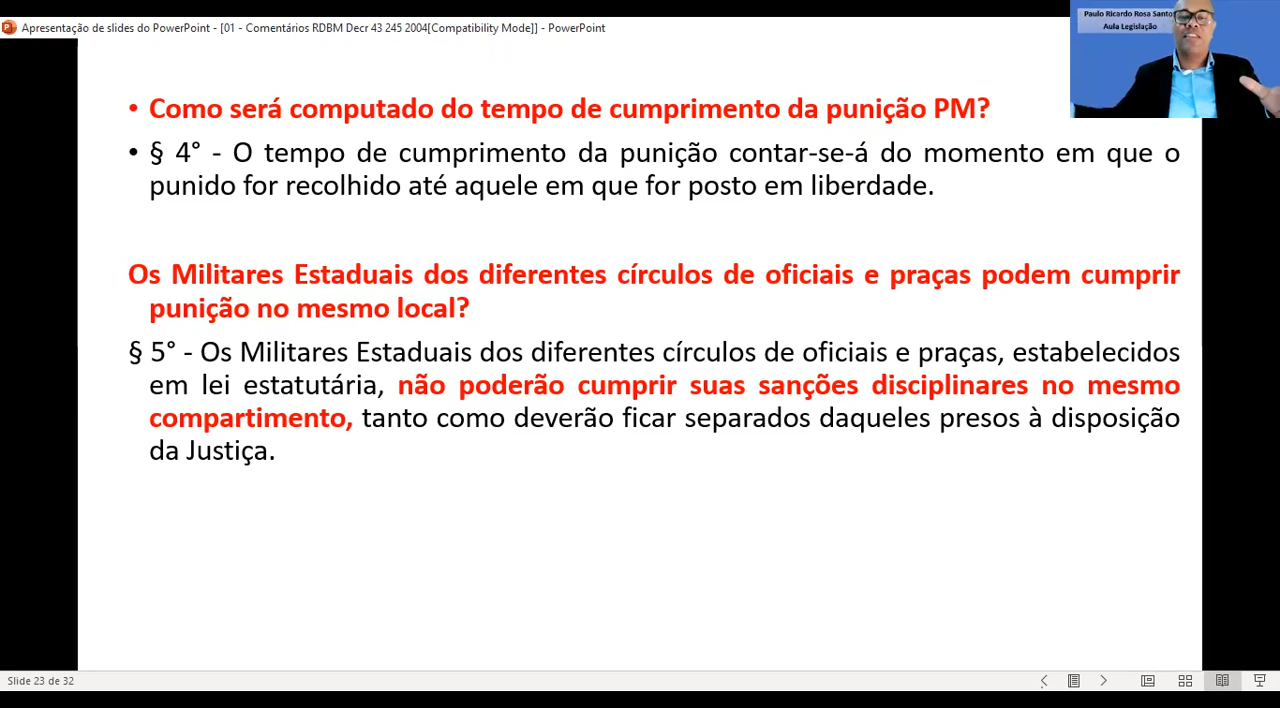 Apresentação de slides do PowerPoint - [01 - Comentários RDBM Decr 43 245 2004[Compatibility Mode]] - PowerPoint
Paulo Ricardo Rosa Santos
Aula Legislação
• Como será computado do tempo de cumprimento da punição PM?
• § 4° - O tempo de cumprimento da punição contar-se-á do momento em que o
punido for recolhido até aquele em que for posto em liberdade.
Os Militares Estaduais dos diferentes círculos de oficiais e praças podem cumprir
punição no mesmo local?
§ 5° - Os Militares Estaduais dos diferentes círculos de oficiais e praças, estabelecidos
em lei estatutária, não poderão cumprir suas sanções disciplinares no mesmo
compartimento, tanto como deverão ficar separados daqueles presos à disposição
da Justiça.
Slide 23 de 32